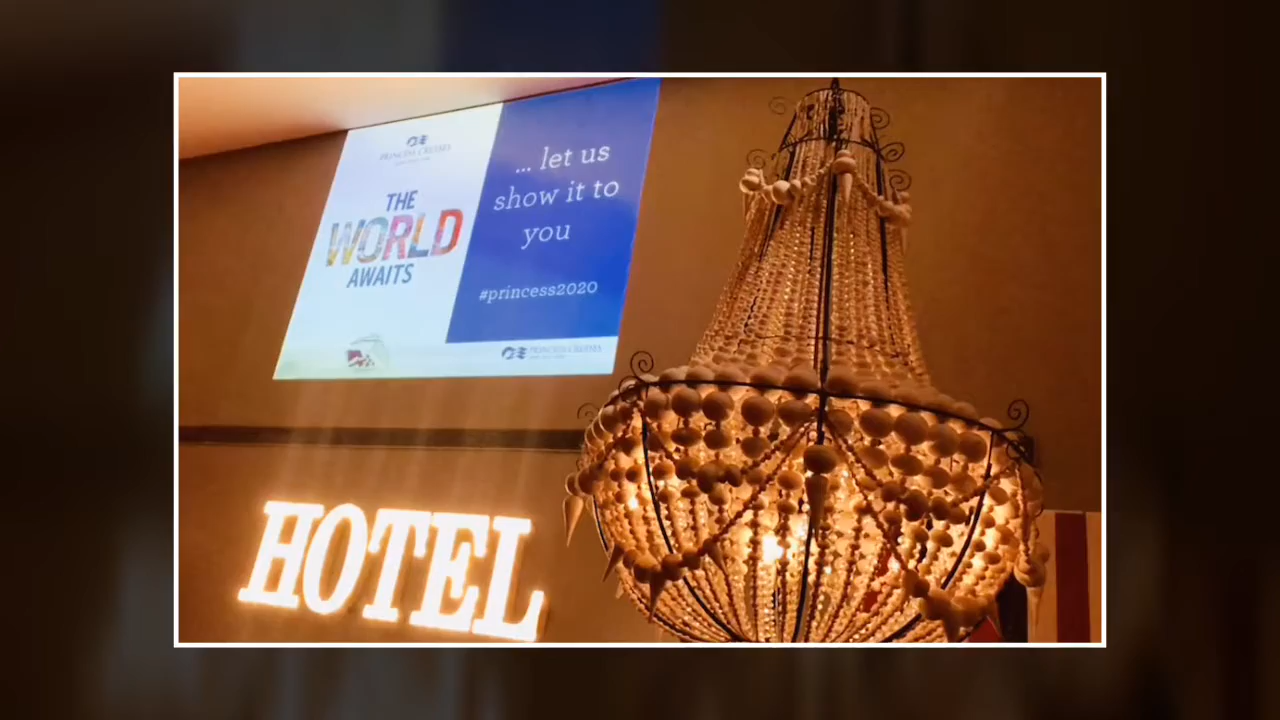 PRINCESS CRUISES
THE
WORLD
AWAITS
... let us
show it to
you
#princess2020
PRINCESS CRUISES
HOTEL